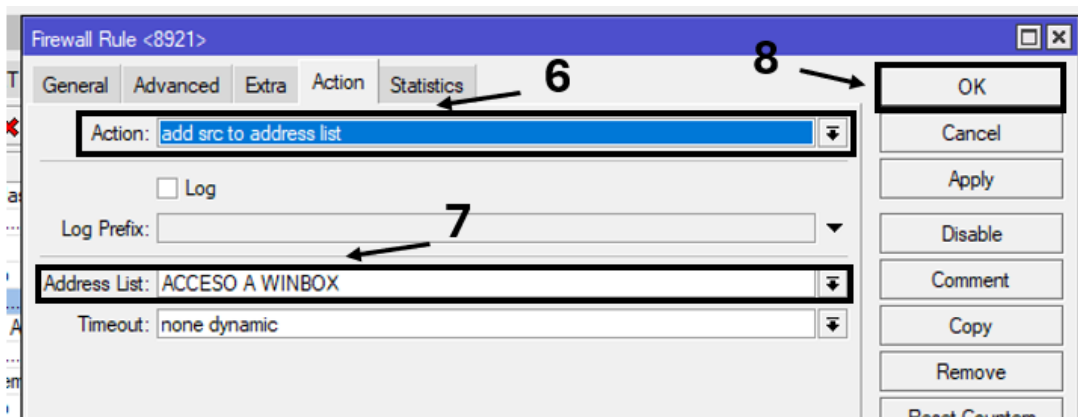 Firewall Rule <8921>
8
General Advanced Extra Action Statistics
6
OK
Action: add src to address list
Cancel
Log
Apply
Log Prefix:
7
Disable
Address List: ACCESO A WINBOX
Comment
Timeout: none dynamic
Copy
Remove